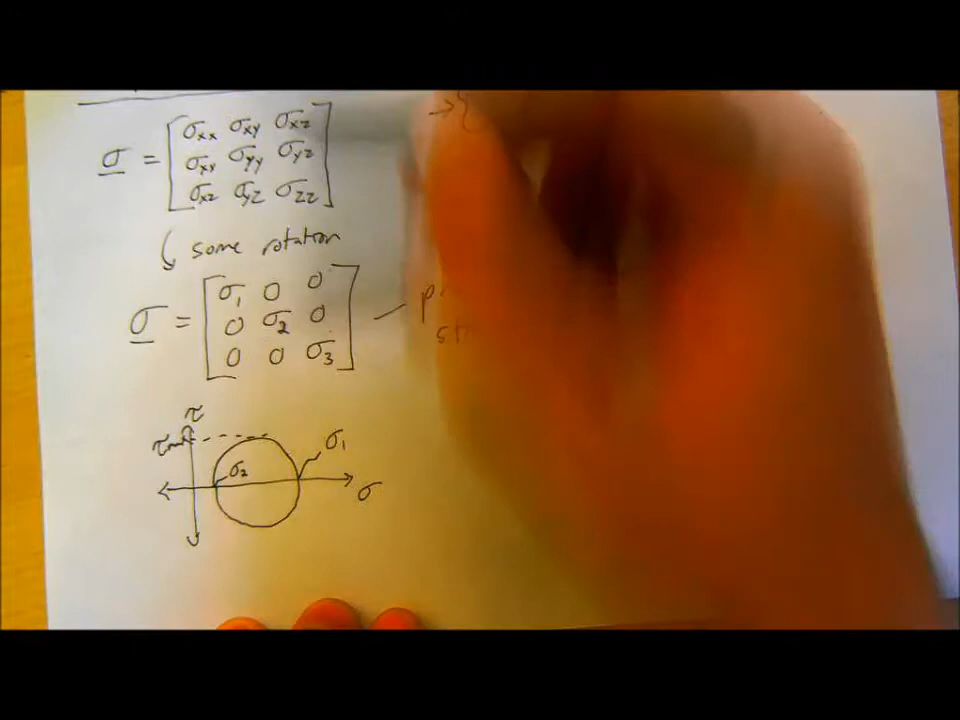 σ = [σxx σxy σxz
σxy σyy σyz
σxz σyz σzz]
→ {
↳ some rotation
σ = [σ1 0 0
0 σ2 0
0 0 σ3] —
τ
τmax
σ2
σ1
σ